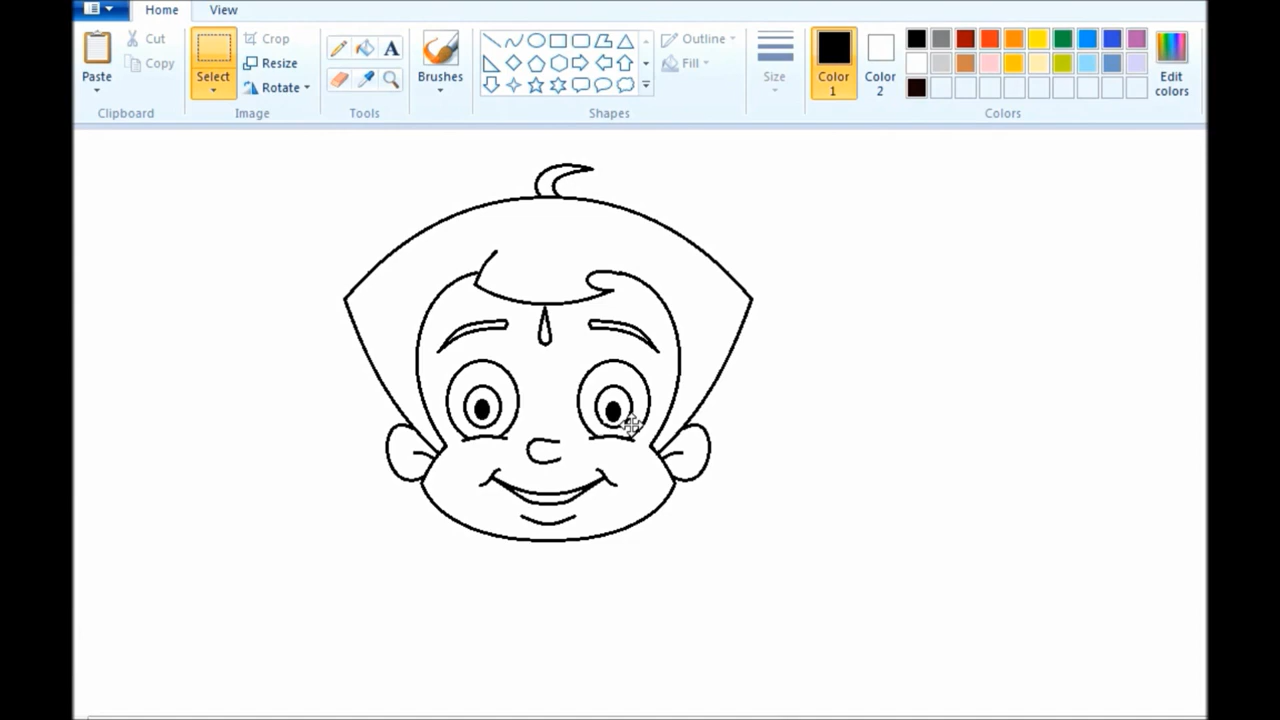 Home View
Paste
Cut
Copy
Clipboard
Select
Crop
Resize
Rotate
Image
A
Tools
Brushes
Outline
Fill
Shapes
Size
Color
1
Color
2
Edit
colors
Colors